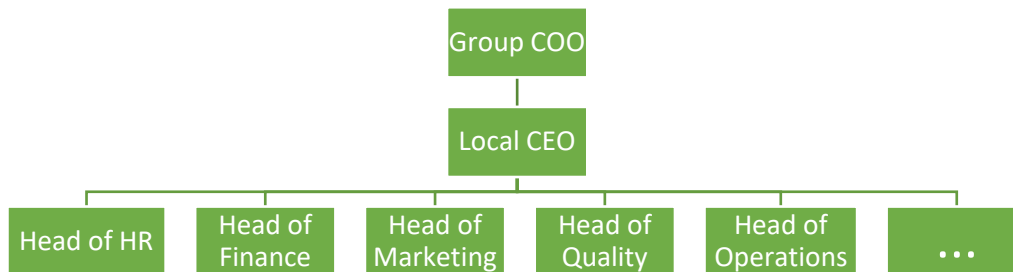 Group COO
Local CEO
Head of HR
Head of
Finance
Head of
Marketing
Head of
Quality
Head of
Operations
...